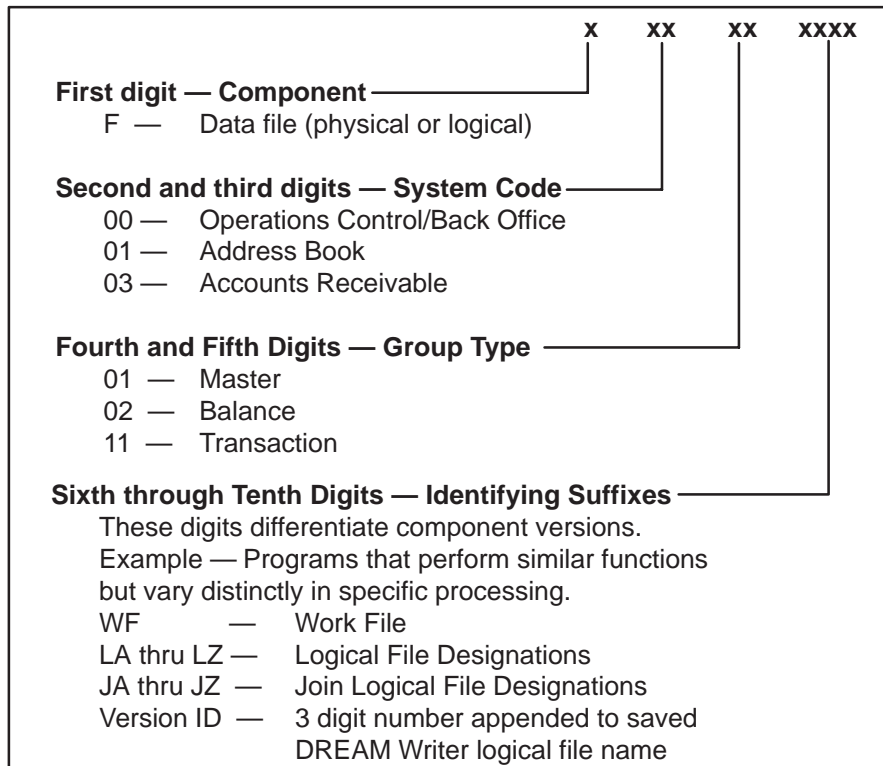 x xx xx xxxx
First digit — Component
F — Data file (physical or logical)
Second and third digits — System Code
00 — Operations Control/Back Office
01 — Address Book
03 — Accounts Receivable
Fourth and Fifth Digits — Group Type
01 — Master
02 — Balance
11 — Transaction
Sixth through Tenth Digits — Identifying Suffixes
These digits differentiate component versions.
Example — Programs that perform similar functions
but vary distinctly in specific processing.
WF — Work File
LA thru LZ — Logical File Designations
JA thru JZ — Join Logical File Designations
Version ID — 3 digit number appended to saved
DREAM Writer logical file name